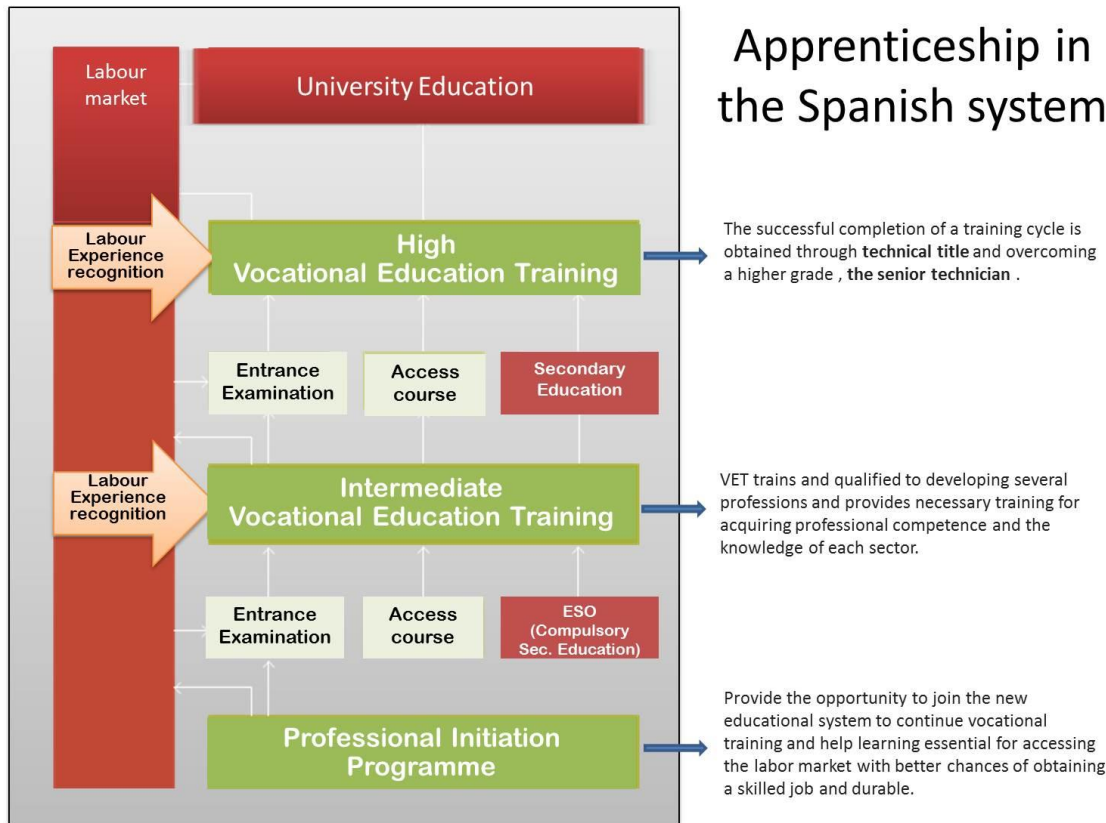 Apprenticeship in
the Spanish system
Labour
market
University Education
Labour
Experience
recognition
High
Vocational Education Training
The successful completion of a training cycle is
obtained through technical title and overcoming
a higher grade , the senior technician .
Entrance
Examination
Access
course
Secondary
Education
Labour
Experience
recognition
Intermediate
Vocational Education Training
VET trains and qualified to developing several
professions and provides necessary training for
acquiring professional competence and the
knowledge of each sector.
Entrance
Examination
Access
course
ESO
(Compulsory
Sec. Education)
Professional Initiation
Programme
Provide the opportunity to join the new
educational system to continue vocational
training and help learning essential for accessing
the labor market with better chances of obtaining
a skilled job and durable.